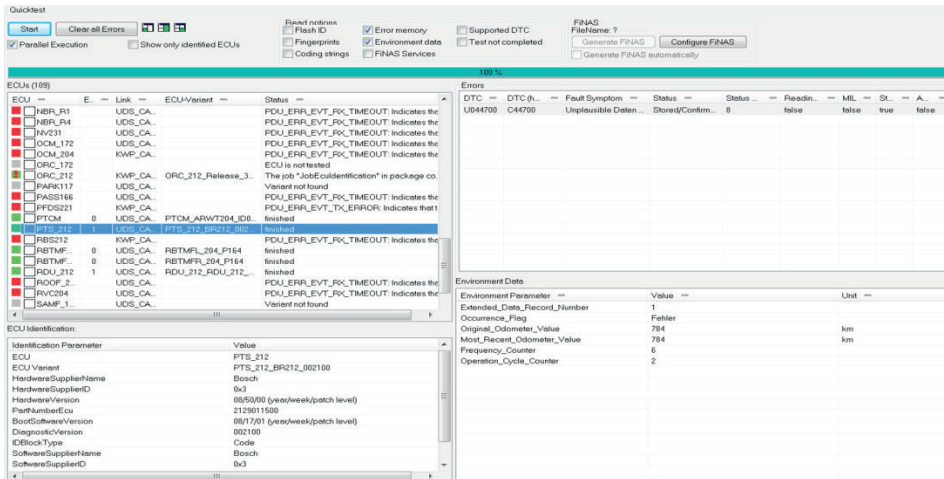 Quicktest
Start
Clear all Errors
Parallel Execution
Show only identified ECUs
Read options
Flash ID
Error memory
Supported DTC
Fingerprints
Environment data
Test not completed
Coding strings
FiNAS Services
FiNAS
FileName: ?
Generate FiNAS
Configure FiNAS
Generate FiNAS automatically
100 %
ECUs (109)
ECU E... Link ECU-Variant Status
NBR_R1 UDS_CA... PDU_ERR_EVT_RX_TIMEOUT: Indicates tha
NBR_R4 UDS_CA... PDU_ERR_EVT_RX_TIMEOUT: Indicates tha
NV231 UDS_CA... PDU_ERR_EVT_RX_TIMEOUT: Indicates tha
OCM_172 UDS_CA... PDU_ERR_EVT_RX_TIMEOUT: Indicates tha
OCM_204 KWP_CA... PDU_ERR_EVT_RX_TIMEOUT: Indicates tha
ORC_172 ECU is not tested
ORC_212 KWP_CA... ORC_212_Release_3... The job "JobEcuIdentification" in package co.
PARK117 UDS_CA... Variant not found
PASS166 UDS_CA... PDU_ERR_EVT_RX_TIMEOUT: Indicates tha
PFDS221 KWP_CA... PDU_ERR_EVT_TX_ERROR: Indicates that t
PTCM 0 UDS_CA... PTCM_ARWT204_ID0... finished
PTS_212 1 UDS_CA... PTS_212_BR212_002... finished
RBS212 KWP_CA... PDU_ERR_EVT_RX_TIMEOUT: Indicates tha
RBTMF... 0 UDS_CA... RBTMFL_204_P164 finished
RBTMF... 0 UDS_CA... RBTMFR_204_P164 finished
RDU_212 1 UDS_CA... RDU_212_RDU_212_... finished
ROOF_2... UDS_CA... PDU_ERR_EVT_RX_TIMEOUT: Indicates tha
RVC204 UDS_CA... PDU_ERR_EVT_RX_TIMEOUT: Indicates tha
SAMF_1... UDS_CA... Variant not found
ECU Identification:
Identification Parameter Value
ECU PTS_212
ECU Variant PTS_212_BR212_002100
HardwareSupplierName Bosch
HardwareSupplierID 0x3
HardwareVersion 08/50/00 (year/week/patch level)
PartNumberEcu 2129011500
BootSoftwareVersion 08/17/01 (year/week/patch level)
DiagnosticVersion 002100
IDBlockType Code
SoftwareSupplierName Bosch
SoftwareSupplierID 0x3
Errors
DTC DTC (h... Fault Symptom Status Status ... Readin... MIL St... A...
U044700 C44700 Unplausible Daten ... Stored/Confirm... 8 false false true false
Environment Data
Environment Parameter Value Unit
Extended_Data_Record_Number 1
Occurrence_Flag Fehler
Original_Odometer_Value 784 km
Most_Recent_Odometer_Value 784 km
Frequency_Counter 6
Operation_Cycle_Counter 2